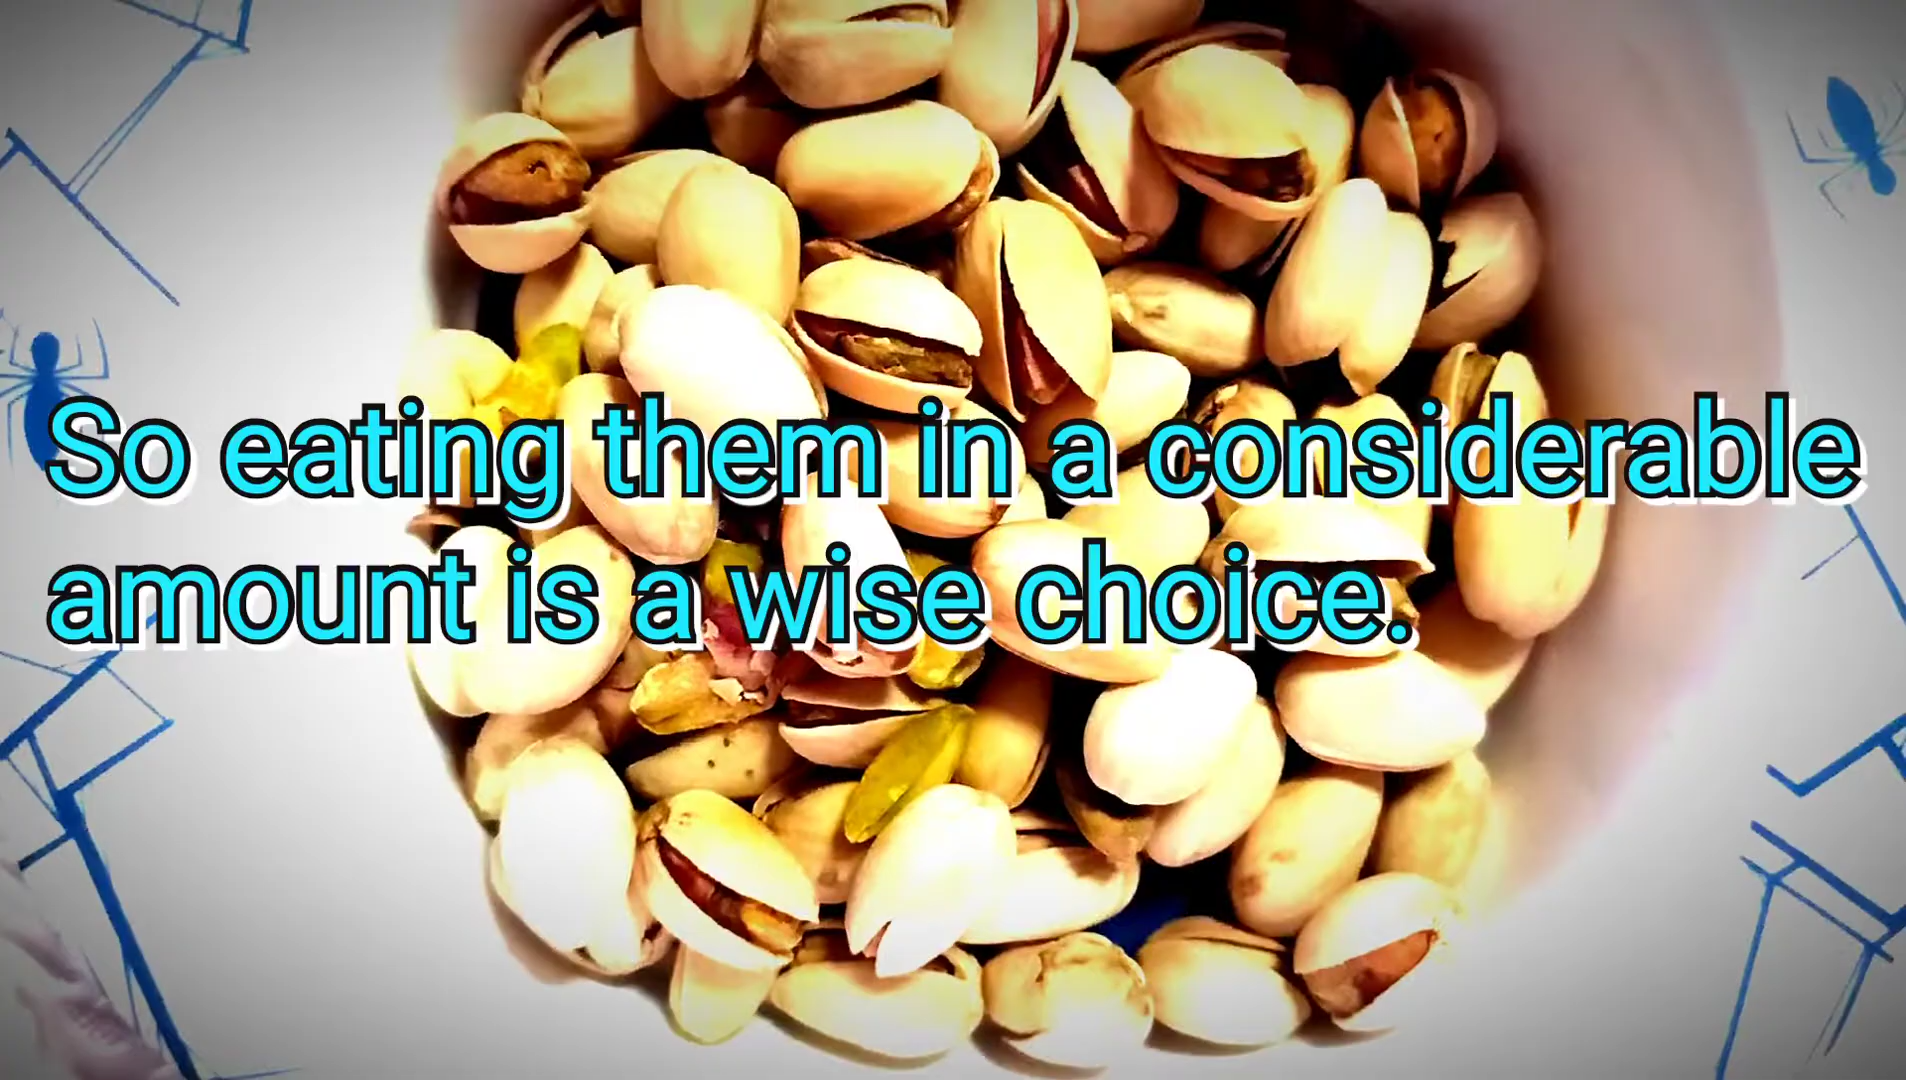 So eating them in a considerable
amount is a wise choice.